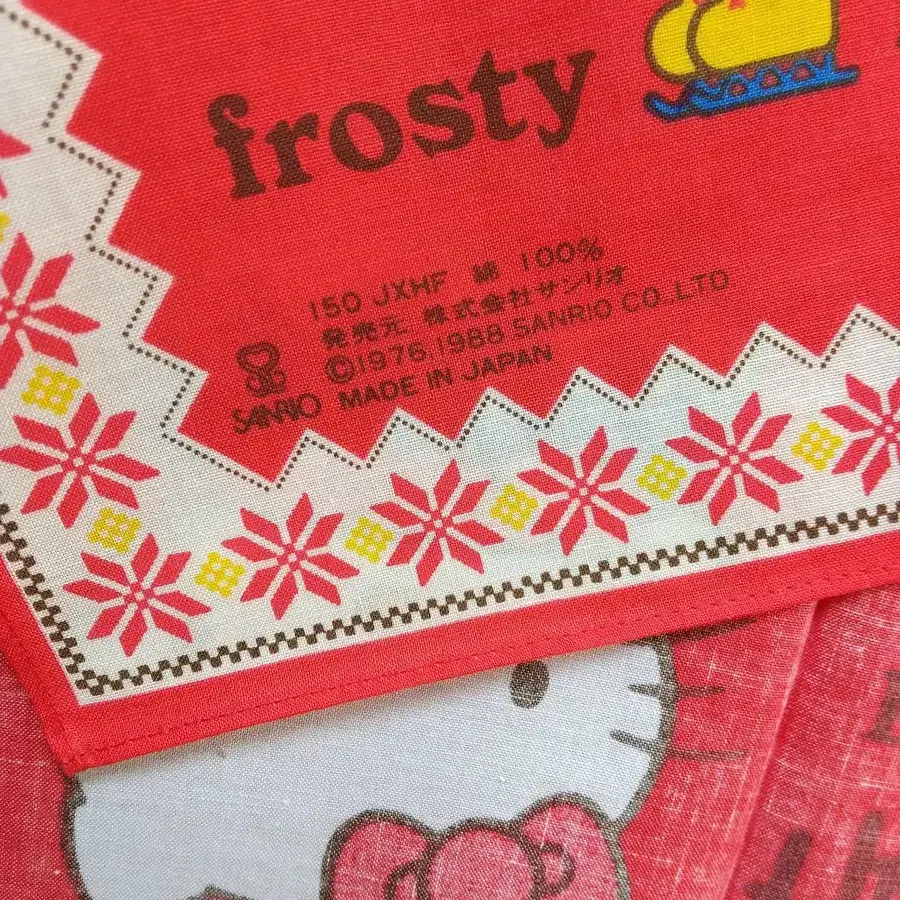 frosty
150 JXHF 綿 100%
発売元 株式会社サンリオ
©1976,1988 SANRIO CO.,LTD
SANRIO MADE IN JAPAN